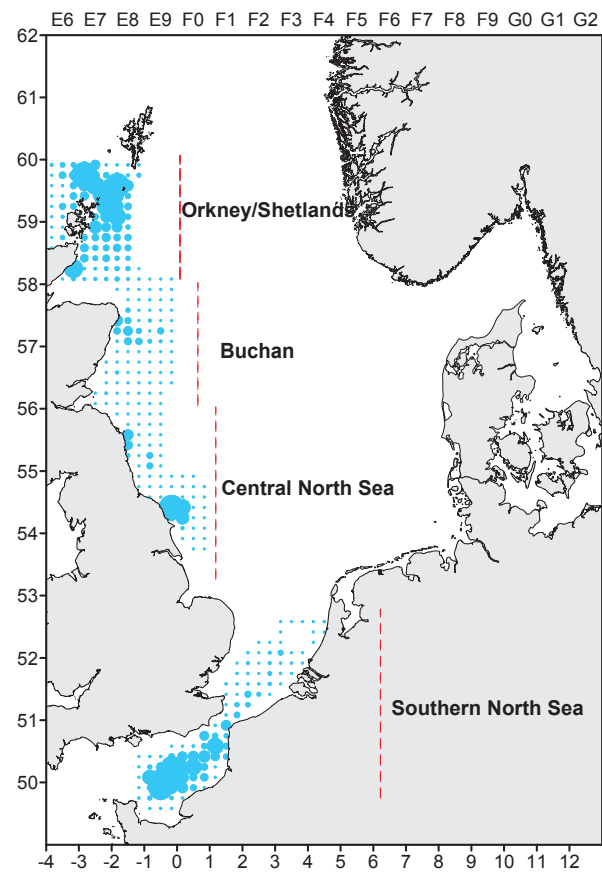 E6 E7 E8 E9 F0 F1 F2 F3 F4 F5 F6 F7 F8 F9 G0 G1 G2
62
61
60
Orkney/Shetlands
59
58
57
Buchan
56
55
Central North Sea
54
53
52
Southern North Sea
51
50
-4 -3 -2 -1 0 1 2 3 4 5 6 7 8 9 10 11 12